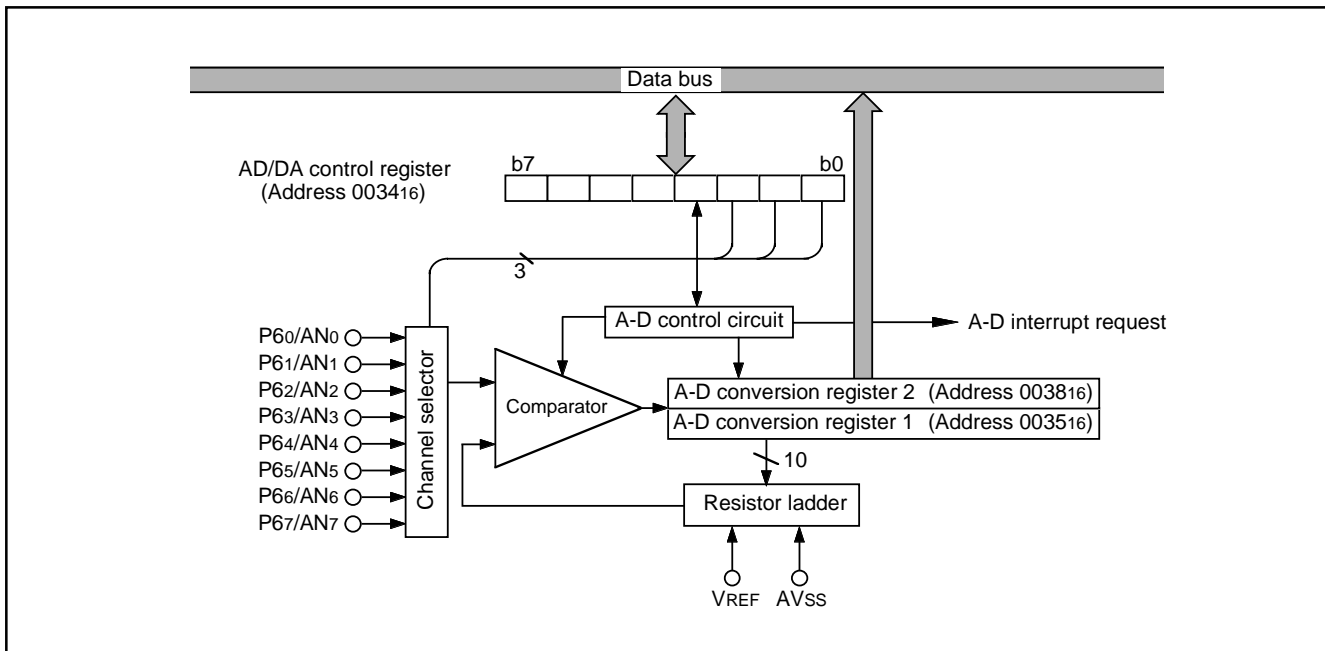 Data bus
AD/DA control register
(Address 003416)
b7
b0
3
A-D control circuit
A-D interrupt request
P60/AN0
P61/AN1
P62/AN2
P63/AN3
P64/AN4
P65/AN5
P66/AN6
P67/AN7
Channel selector
Comparator
A-D conversion register 2 (Address 003816)
A-D conversion register 1 (Address 003516)
10
Resistor ladder
VREF
AVSS